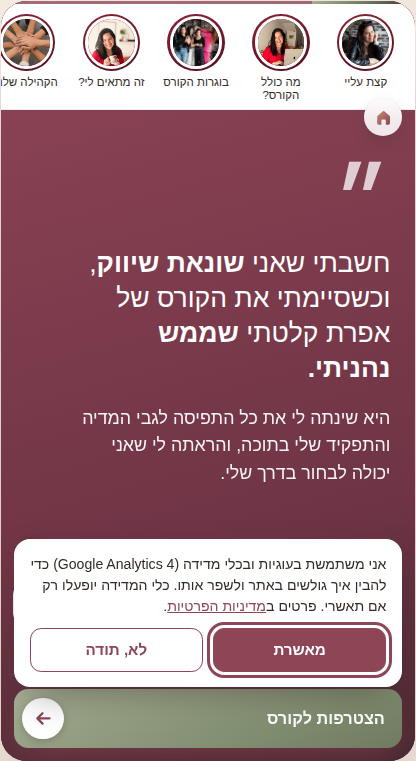 קצת עליי
מה כולל
הקורס?
בוגרות הקורס
זה מתאים לי?
הקהילה
"
חשבתי שאני שונאת שיווק,
וכשסיימתי את הקורס של
אפרת קלטתי שממש
נהניתי.
היא שינתה לי את כל התפיסה לגבי המדיה
והתפקיד שלי בתוכה, והראתה לי שאני
יכולה לבחור בדרך שלי.
אני משתמשת בעוגיות ובכלי מדידה (Google Analytics 4) כדי
להבין איך גולשים באתר ולשפר אותו. כלי המדידה יופעלו רק
אם תאשרי. פרטים במדיניות הפרטיות.
מאשרת
לא, תודה
הצטרפות לקורס